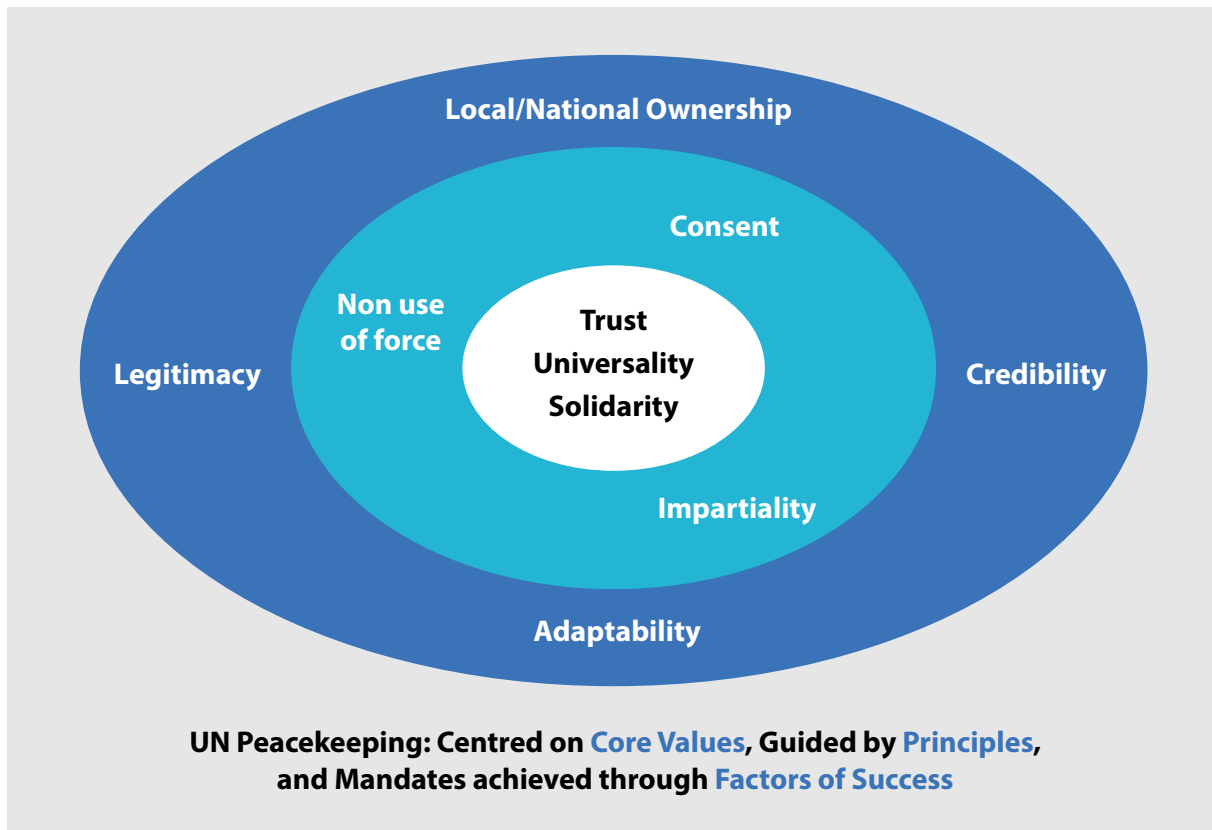 Local/National Ownership
Consent
Non use
of force
Trust
Universality
Solidarity
Legitimacy
Credibility
Impartiality
Adaptability
UN Peacekeeping: Centred on Core Values, Guided by Principles,
and Mandates achieved through Factors of Success